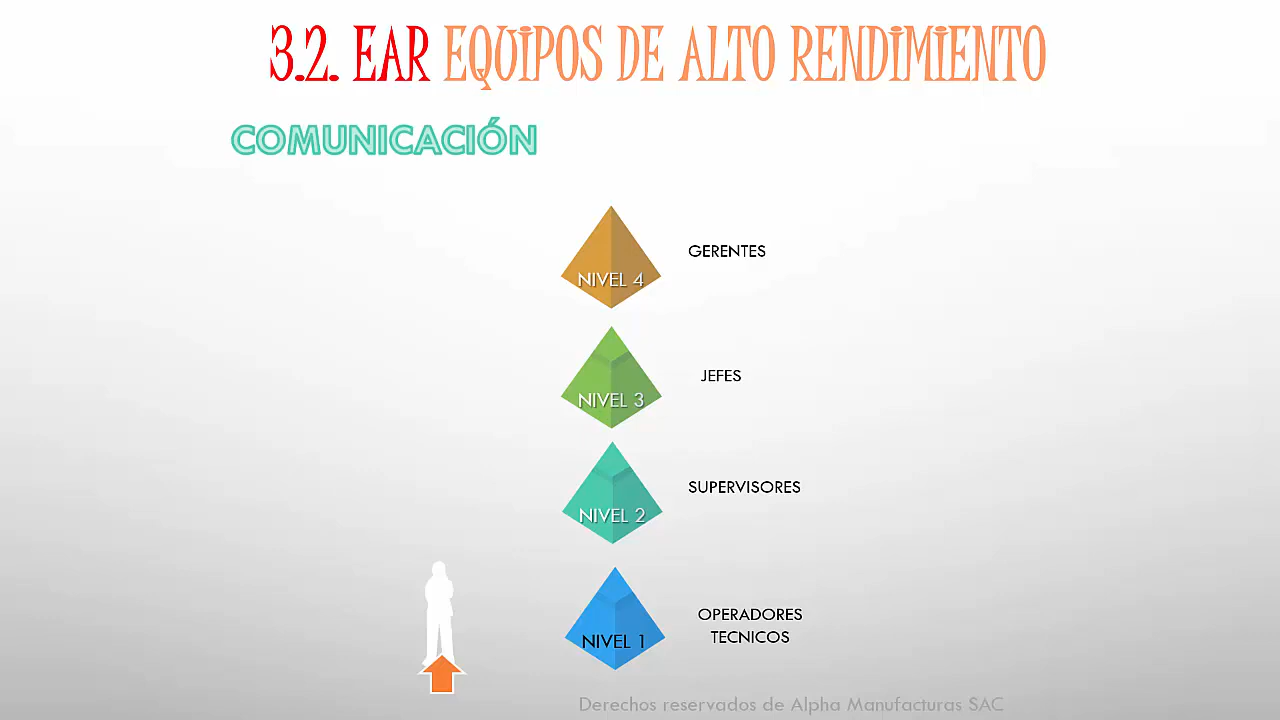 3.2. EAR EQUIPOS DE ALTO RENDIMIENTO
COMUNICACIÓN
NIVEL 4
GERENTES
NIVEL 3
JEFES
NIVEL 2
SUPERVISORES
NIVEL 1
OPERADORES
TECNICOS
Derechos reservados de Alpha Manufacturas SAC